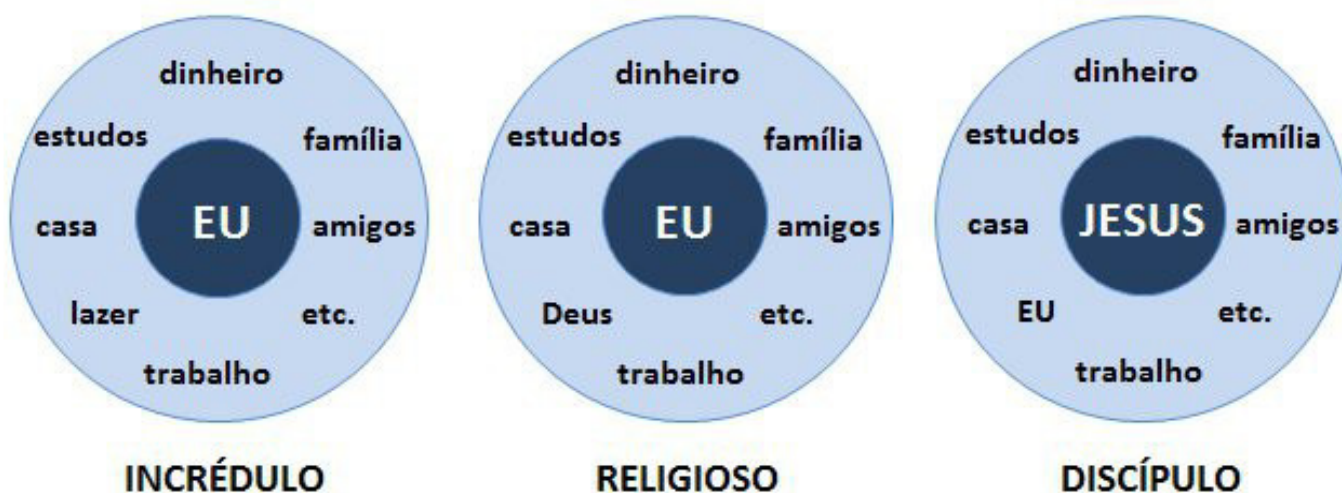 dinheiro
estudos
família
casa
EU
amigos
lazer
etc.
trabalho
INCRÉDULO
dinheiro
estudos
família
casa
EU
amigos
Deus
etc.
trabalho
RELIGIOSO
dinheiro
estudos
família
casa
JESUS
amigos
EU
etc.
trabalho
DISCÍPULO